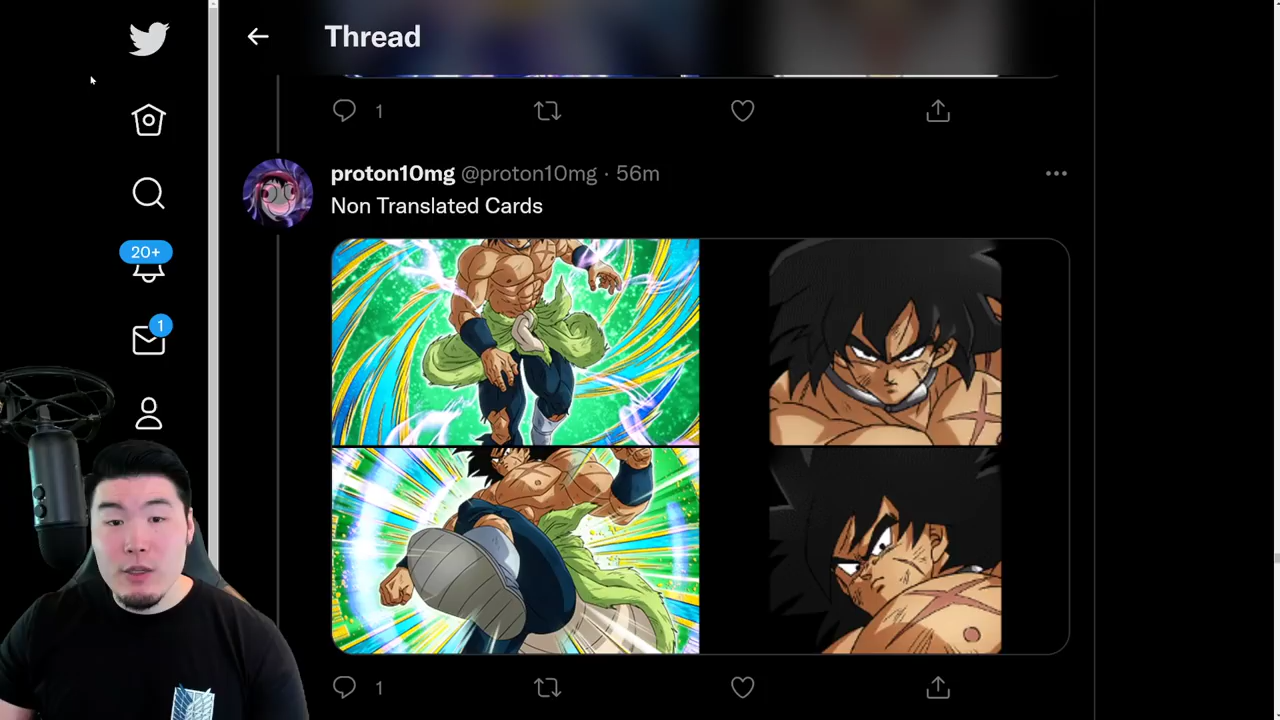 Thread
1
proton10mg @proton10mg · 56m
Non Translated Cards
20+
1
1